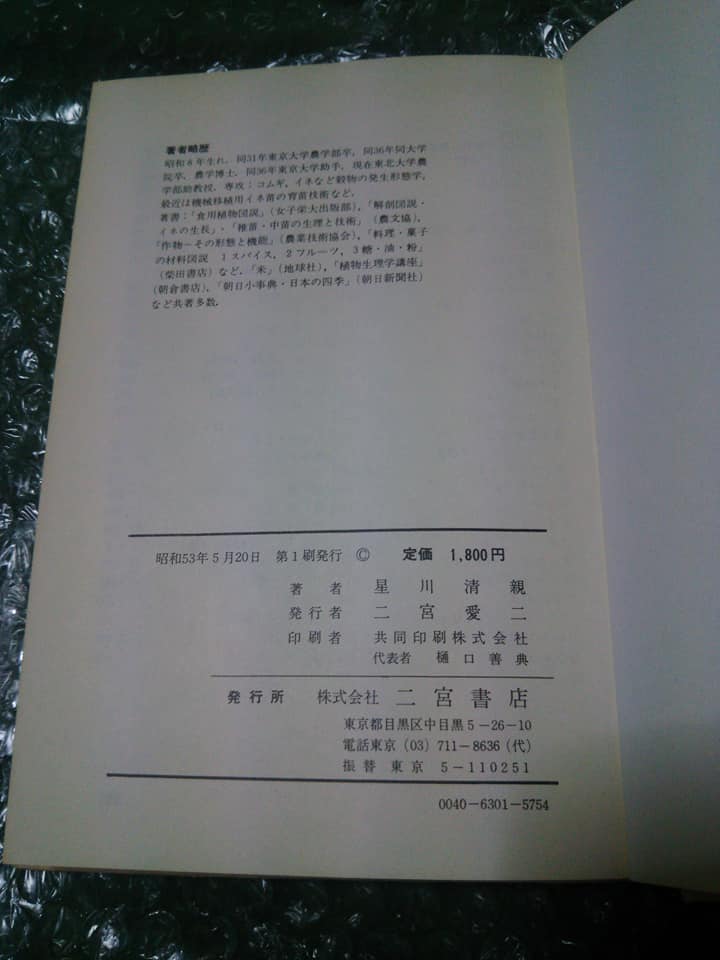 著者略歴
昭和8年生れ．同31年東京大学農学部卒，同36年同大学
院卒，農学博士．同36年東京大学助手，現在東北大学農
学部助教授．専攻：コムギ，イネなど穀物の発生形態学，
最近は機械移植用イネ苗の育苗技術など．
著書：「食用植物図説」（女子栄大出版部），「解剖図説・
イネの生長」・「稚苗・中苗の生理と技術」（農文協），
「作物－その形態と機能」（農業技術協会），「料理・菓子
の材料図説　1スパイス，2フルーツ，3糖・油・粉」
（柴田書店）など．「米」（地球社），「植物生理学講座」
（朝倉書店），「朝日小事典・日本の四季」（朝日新聞社）
など共著多数．
昭和53年5月20日　第1刷発行　©　定価　1,800円
著者　星川清親
発行者　二宮愛二
印刷者　共同印刷株式会社
代表者　樋口善典
発行所　株式会社　二宮書店
東京都目黒区中目黒5－26－10
電話東京（03）711－8636（代）
振替　東京　5－110251
0040－6301－5754